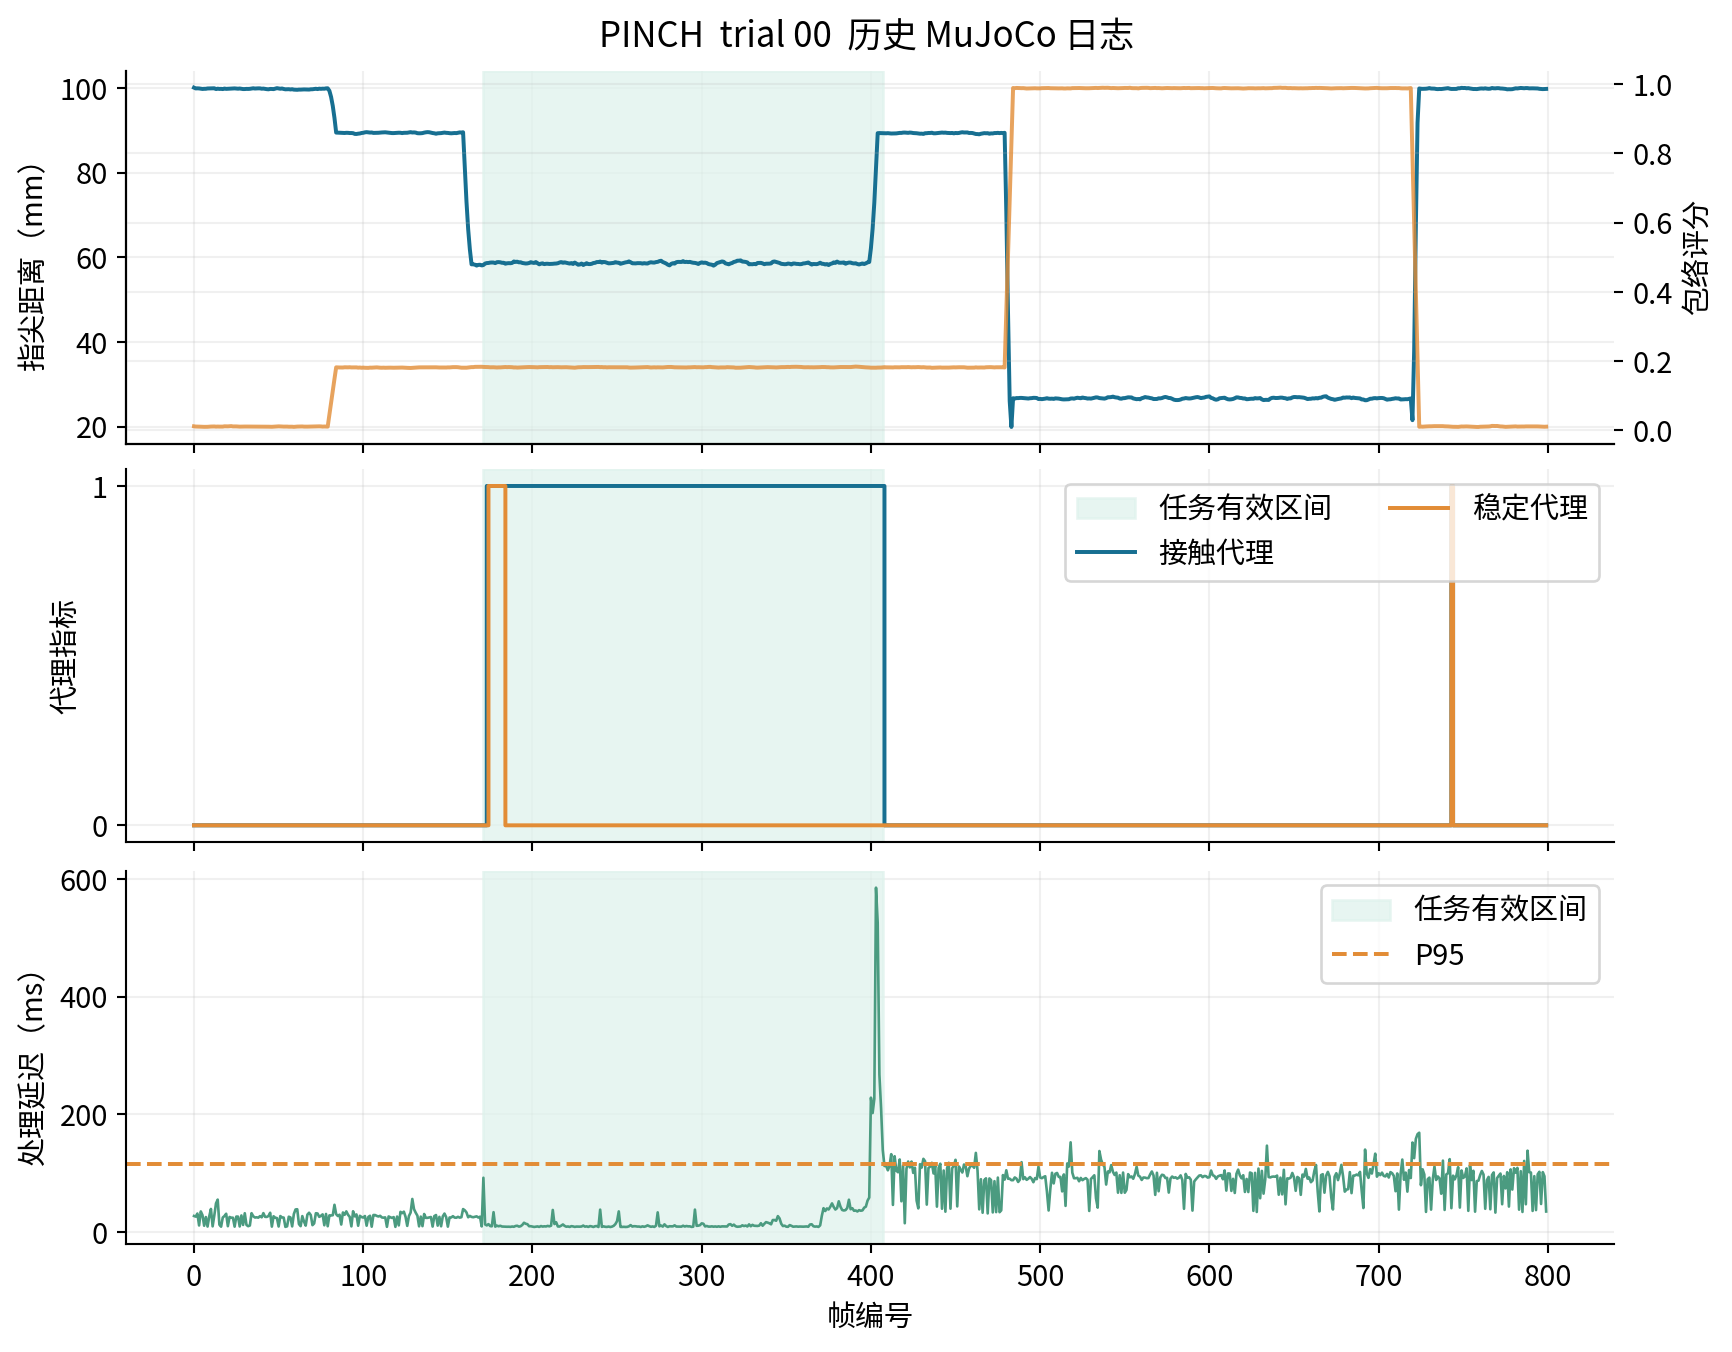 PINCH  trial 00  历史 MuJoCo 日志
指尖距离（mm）
100
80
60
40
20
1.0
0.8
0.6
0.4
0.2
0.0
包络评分
代理指标
1
0
任务有效区间
接触代理
稳定代理
处理延迟（ms）
600
400
200
0
任务有效区间
P95
0 100 200 300 400 500 600 700 800
帧编号